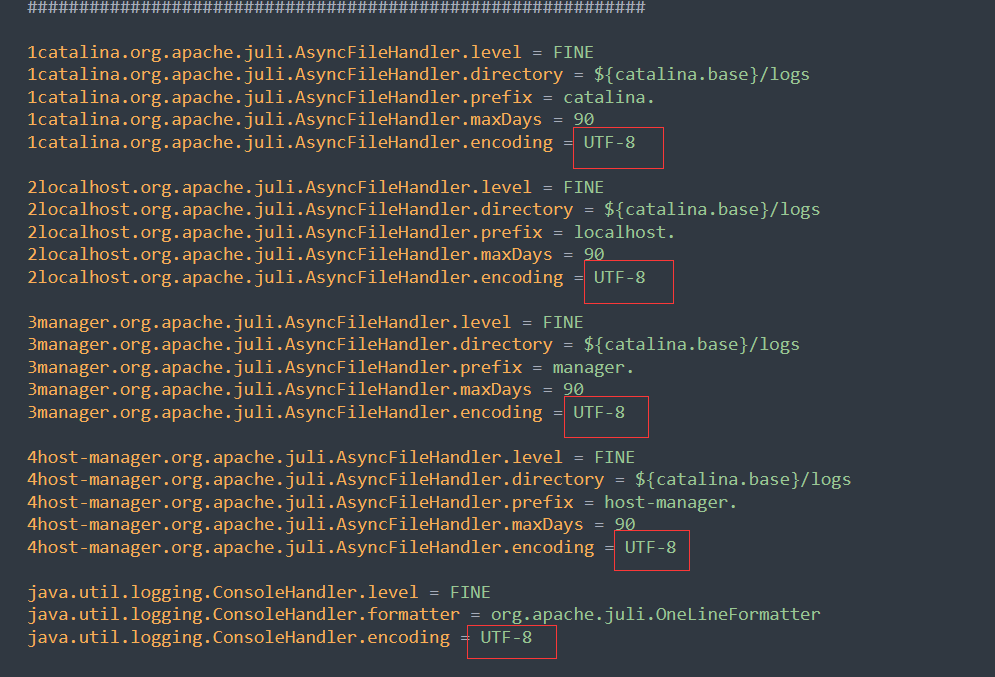 ############################################################
1catalina.org.apache.juli.AsyncFileHandler.level = FINE
1catalina.org.apache.juli.AsyncFileHandler.directory = ${catalina.base}/logs
1catalina.org.apache.juli.AsyncFileHandler.prefix = catalina.
1catalina.org.apache.juli.AsyncFileHandler.maxDays = 90
1catalina.org.apache.juli.AsyncFileHandler.encoding = UTF-8
2localhost.org.apache.juli.AsyncFileHandler.level = FINE
2localhost.org.apache.juli.AsyncFileHandler.directory = ${catalina.base}/logs
2localhost.org.apache.juli.AsyncFileHandler.prefix = localhost.
2localhost.org.apache.juli.AsyncFileHandler.maxDays = 90
2localhost.org.apache.juli.AsyncFileHandler.encoding = UTF-8
3manager.org.apache.juli.AsyncFileHandler.level = FINE
3manager.org.apache.juli.AsyncFileHandler.directory = ${catalina.base}/logs
3manager.org.apache.juli.AsyncFileHandler.prefix = manager.
3manager.org.apache.juli.AsyncFileHandler.maxDays = 90
3manager.org.apache.juli.AsyncFileHandler.encoding = UTF-8
4host-manager.org.apache.juli.AsyncFileHandler.level = FINE
4host-manager.org.apache.juli.AsyncFileHandler.directory = ${catalina.base}/logs
4host-manager.org.apache.juli.AsyncFileHandler.prefix = host-manager.
4host-manager.org.apache.juli.AsyncFileHandler.maxDays = 90
4host-manager.org.apache.juli.AsyncFileHandler.encoding = UTF-8
java.util.logging.ConsoleHandler.level = FINE
java.util.logging.ConsoleHandler.formatter = org.apache.juli.OneLineFormatter
java.util.logging.ConsoleHandler.encoding = UTF-8